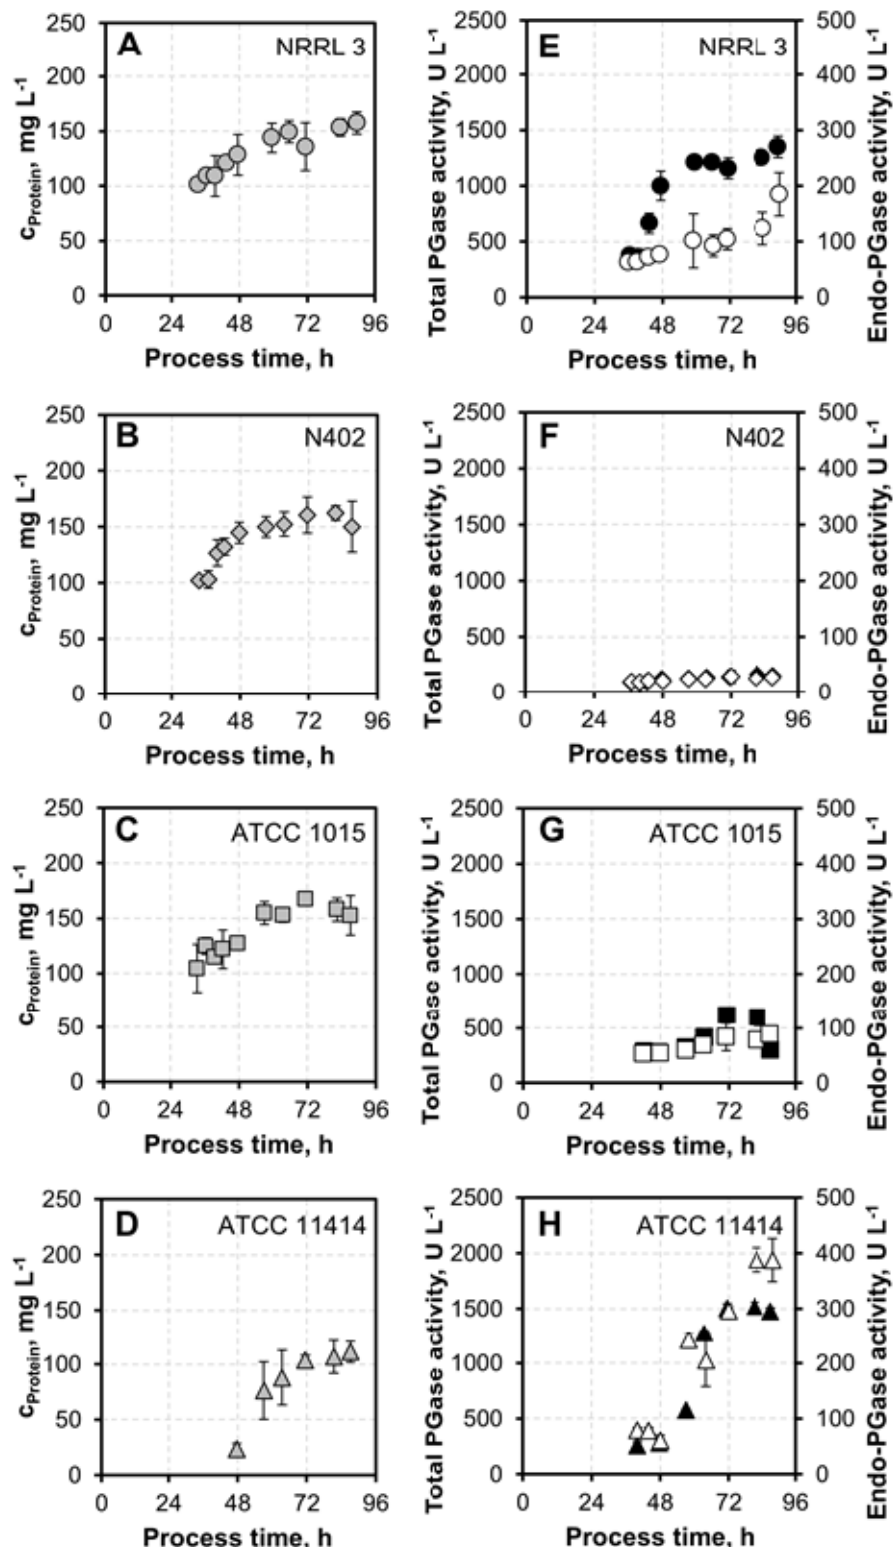 A NRRL 3
250
200
150
100
50
0
0 24 48 72 96
Process time, h
cProtein, mg L-1
E NRRL 3
2500
2000
1500
1000
500
0
500
400
300
200
100
0
0 24 48 72 96
Process time, h
Total PGase activity, U L-1
Endo-PGase activity, U L-1
B N402
250
200
150
100
50
0
0 24 48 72 96
Process time, h
cProtein, mg L-1
F N402
2500
2000
1500
1000
500
0
500
400
300
200
100
0
0 24 48 72 96
Process time, h
Total PGase activity, U L-1
Endo-PGase activity, U L-1
C ATCC 1015
250
200
150
100
50
0
0 24 48 72 96
Process time, h
cProtein, mg L-1
G ATCC 1015
2500
2000
1500
1000
500
0
500
400
300
200
100
0
0 24 48 72 96
Process time, h
Total PGase activity, U L-1
Endo-PGase activity, U L-1
D ATCC 11414
250
200
150
100
50
0
0 24 48 72 96
Process time, h
cProtein, mg L-1
H ATCC 11414
2500
2000
1500
1000
500
0
500
400
300
200
100
0
0 24 48 72 96
Process time, h
Total PGase activity, U L-1
Endo-PGase activity, U L-1